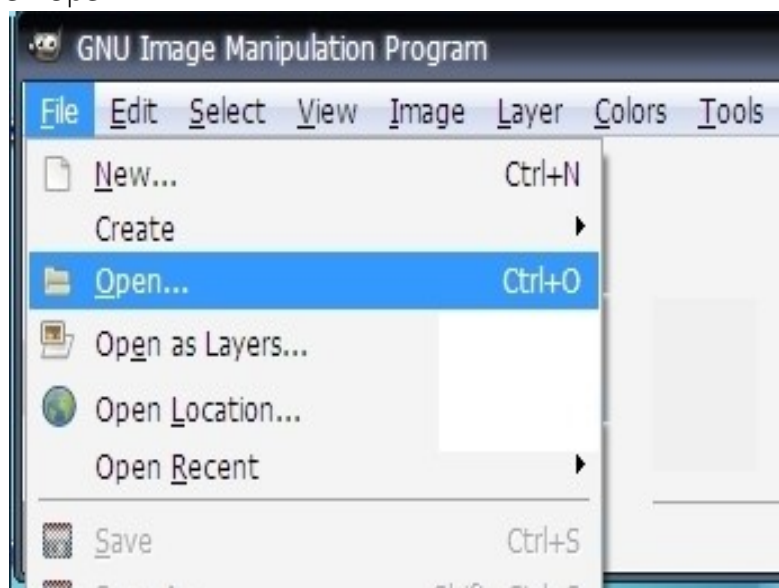 GNU Image Manipulation Program
File Edit Select View Image Layer Colors Tools
New... Ctrl+N
Create
Open... Ctrl+O
Open as Layers...
Open Location...
Open Recent
Save Ctrl+S